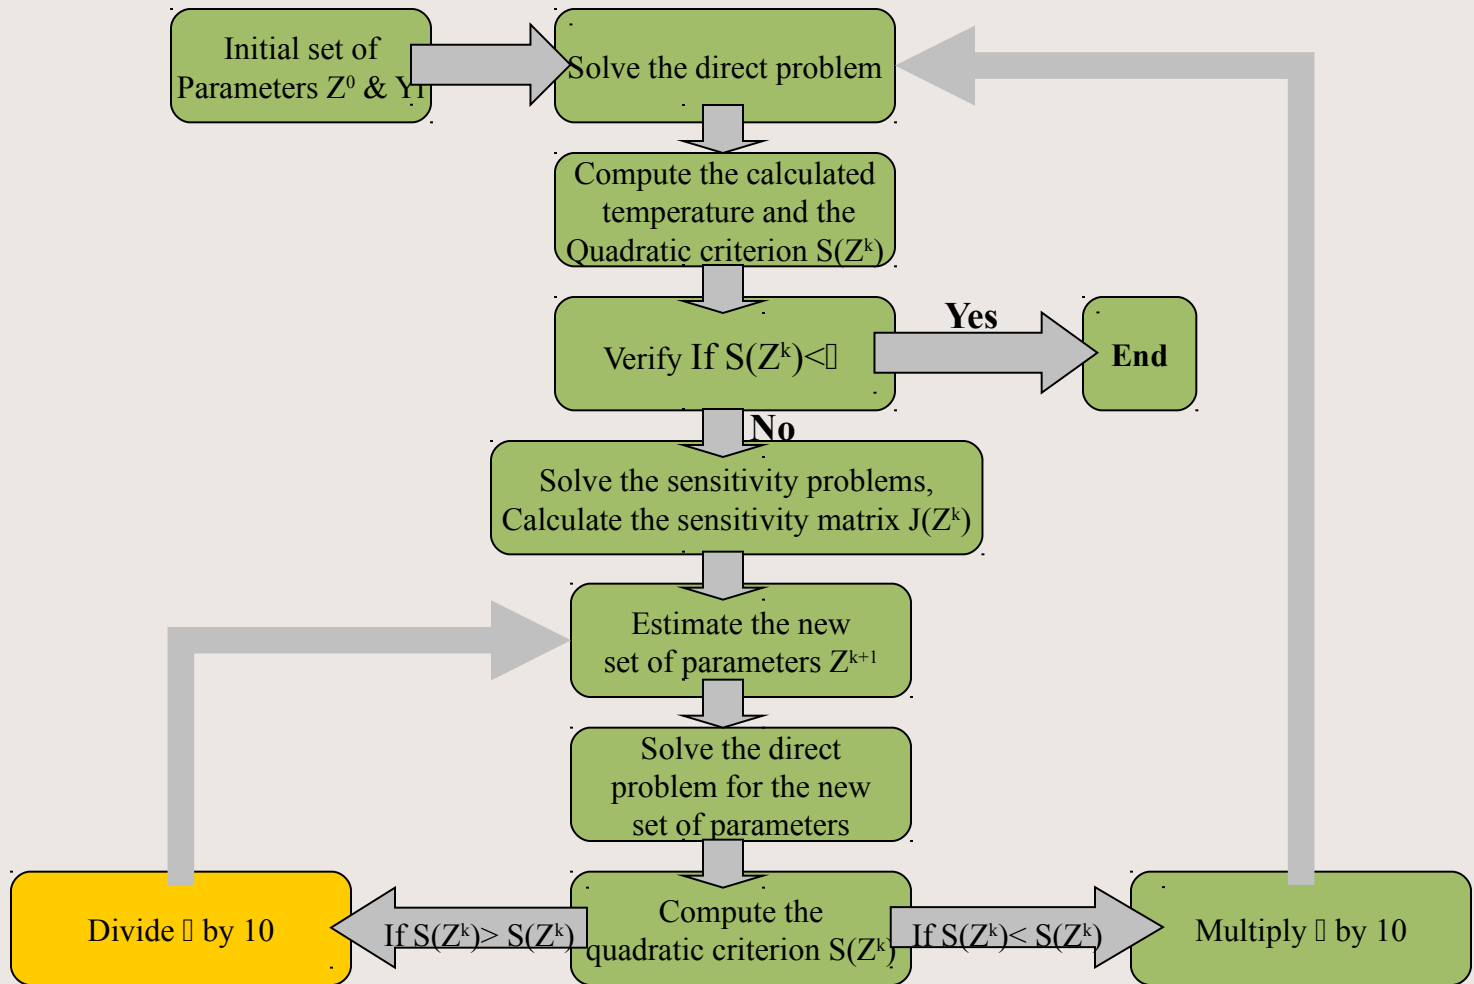 Initial set of
Parameters Z⁰ & Yi
Solve the direct problem
Compute the calculated
temperature and the
Quadratic criterion S(Zᵏ)
Verify If S(Zᵏ)<▯
Yes
End
No
Solve the sensitivity problems,
Calculate the sensitivity matrix J(Zᵏ)
Estimate the new
set of parameters Zᵏ⁺¹
Solve the direct
problem for the new
set of parameters
Divide ▯ by 10
If S(Zᵏ)> S(Zᵏ)
Compute the
quadratic criterion S(Zᵏ)
If S(Zᵏ)< S(Zᵏ)
Multiply ▯ by 10